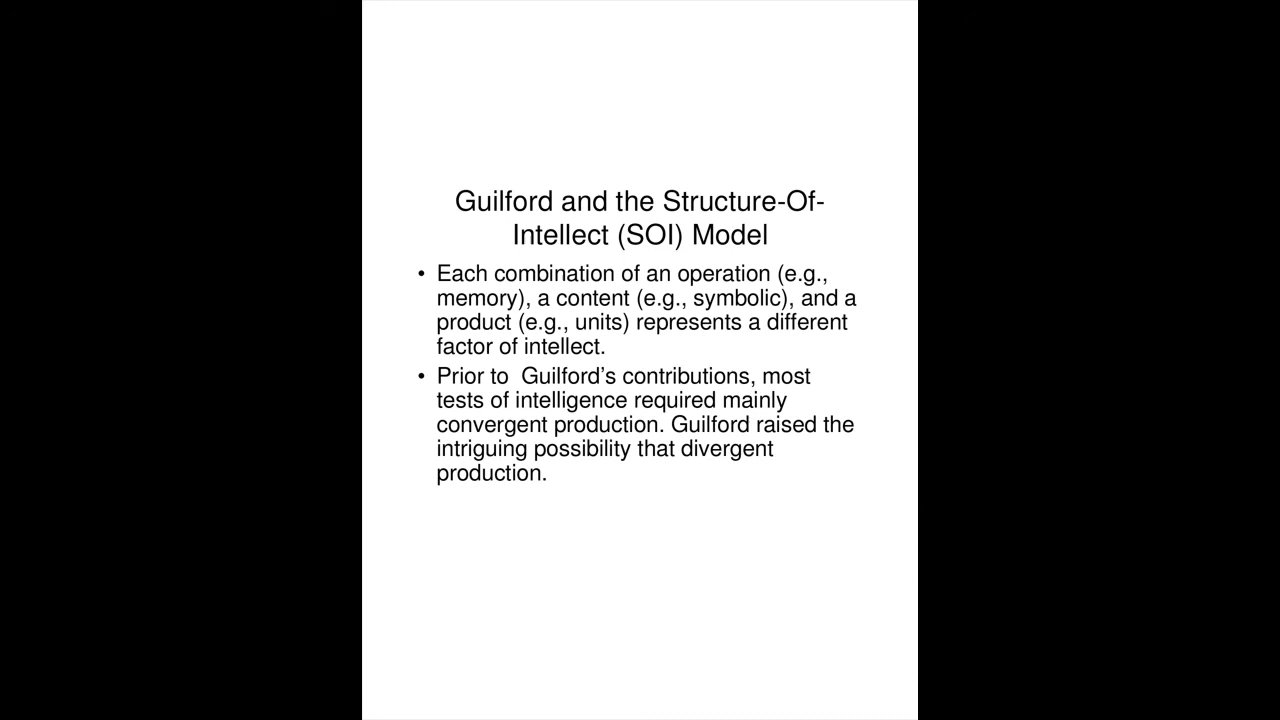 Guilford and the Structure-Of-
Intellect (SOI) Model
• Each combination of an operation (e.g.,
memory), a content (e.g., symbolic), and a
product (e.g., units) represents a different
factor of intellect.
• Prior to  Guilford’s contributions, most
tests of intelligence required mainly
convergent production. Guilford raised the
intriguing possibility that divergent
production.